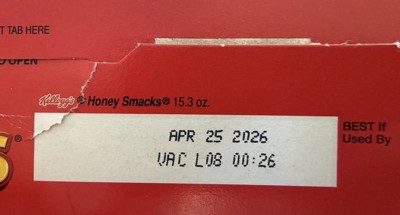 T TAB HERE
O OPEN
Kellogg's® Honey Smacks® 15.3 oz.
APR 25 2026
VAC L08 00:26
BEST If
Used By
S®